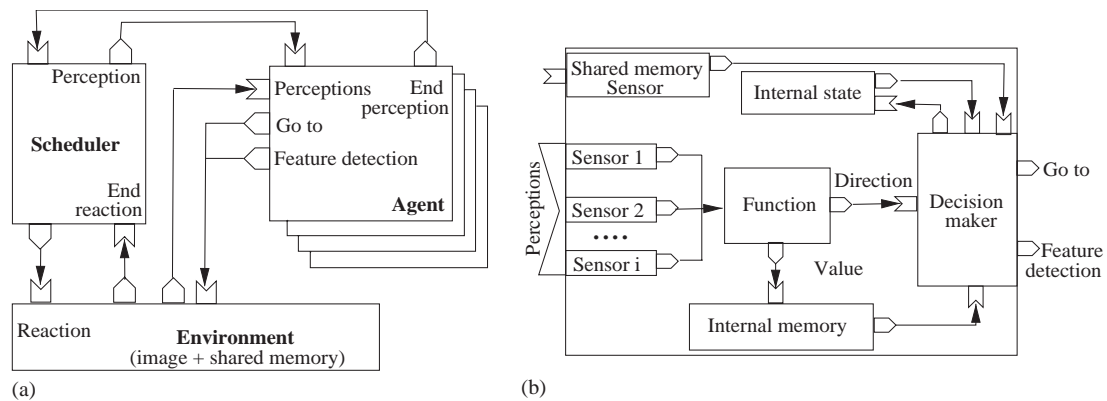 Perception
Scheduler
End
reaction
Perceptions
End
perception
Go to
Feature detection
Agent
Reaction
Environment
(image + shared memory)
(a)
Shared memory
Sensor
Internal state
Perceptions
Sensor 1
Sensor 2
....
Sensor i
Function
Direction
Value
Decision
maker
Go to
Feature
detection
Internal memory
(b)